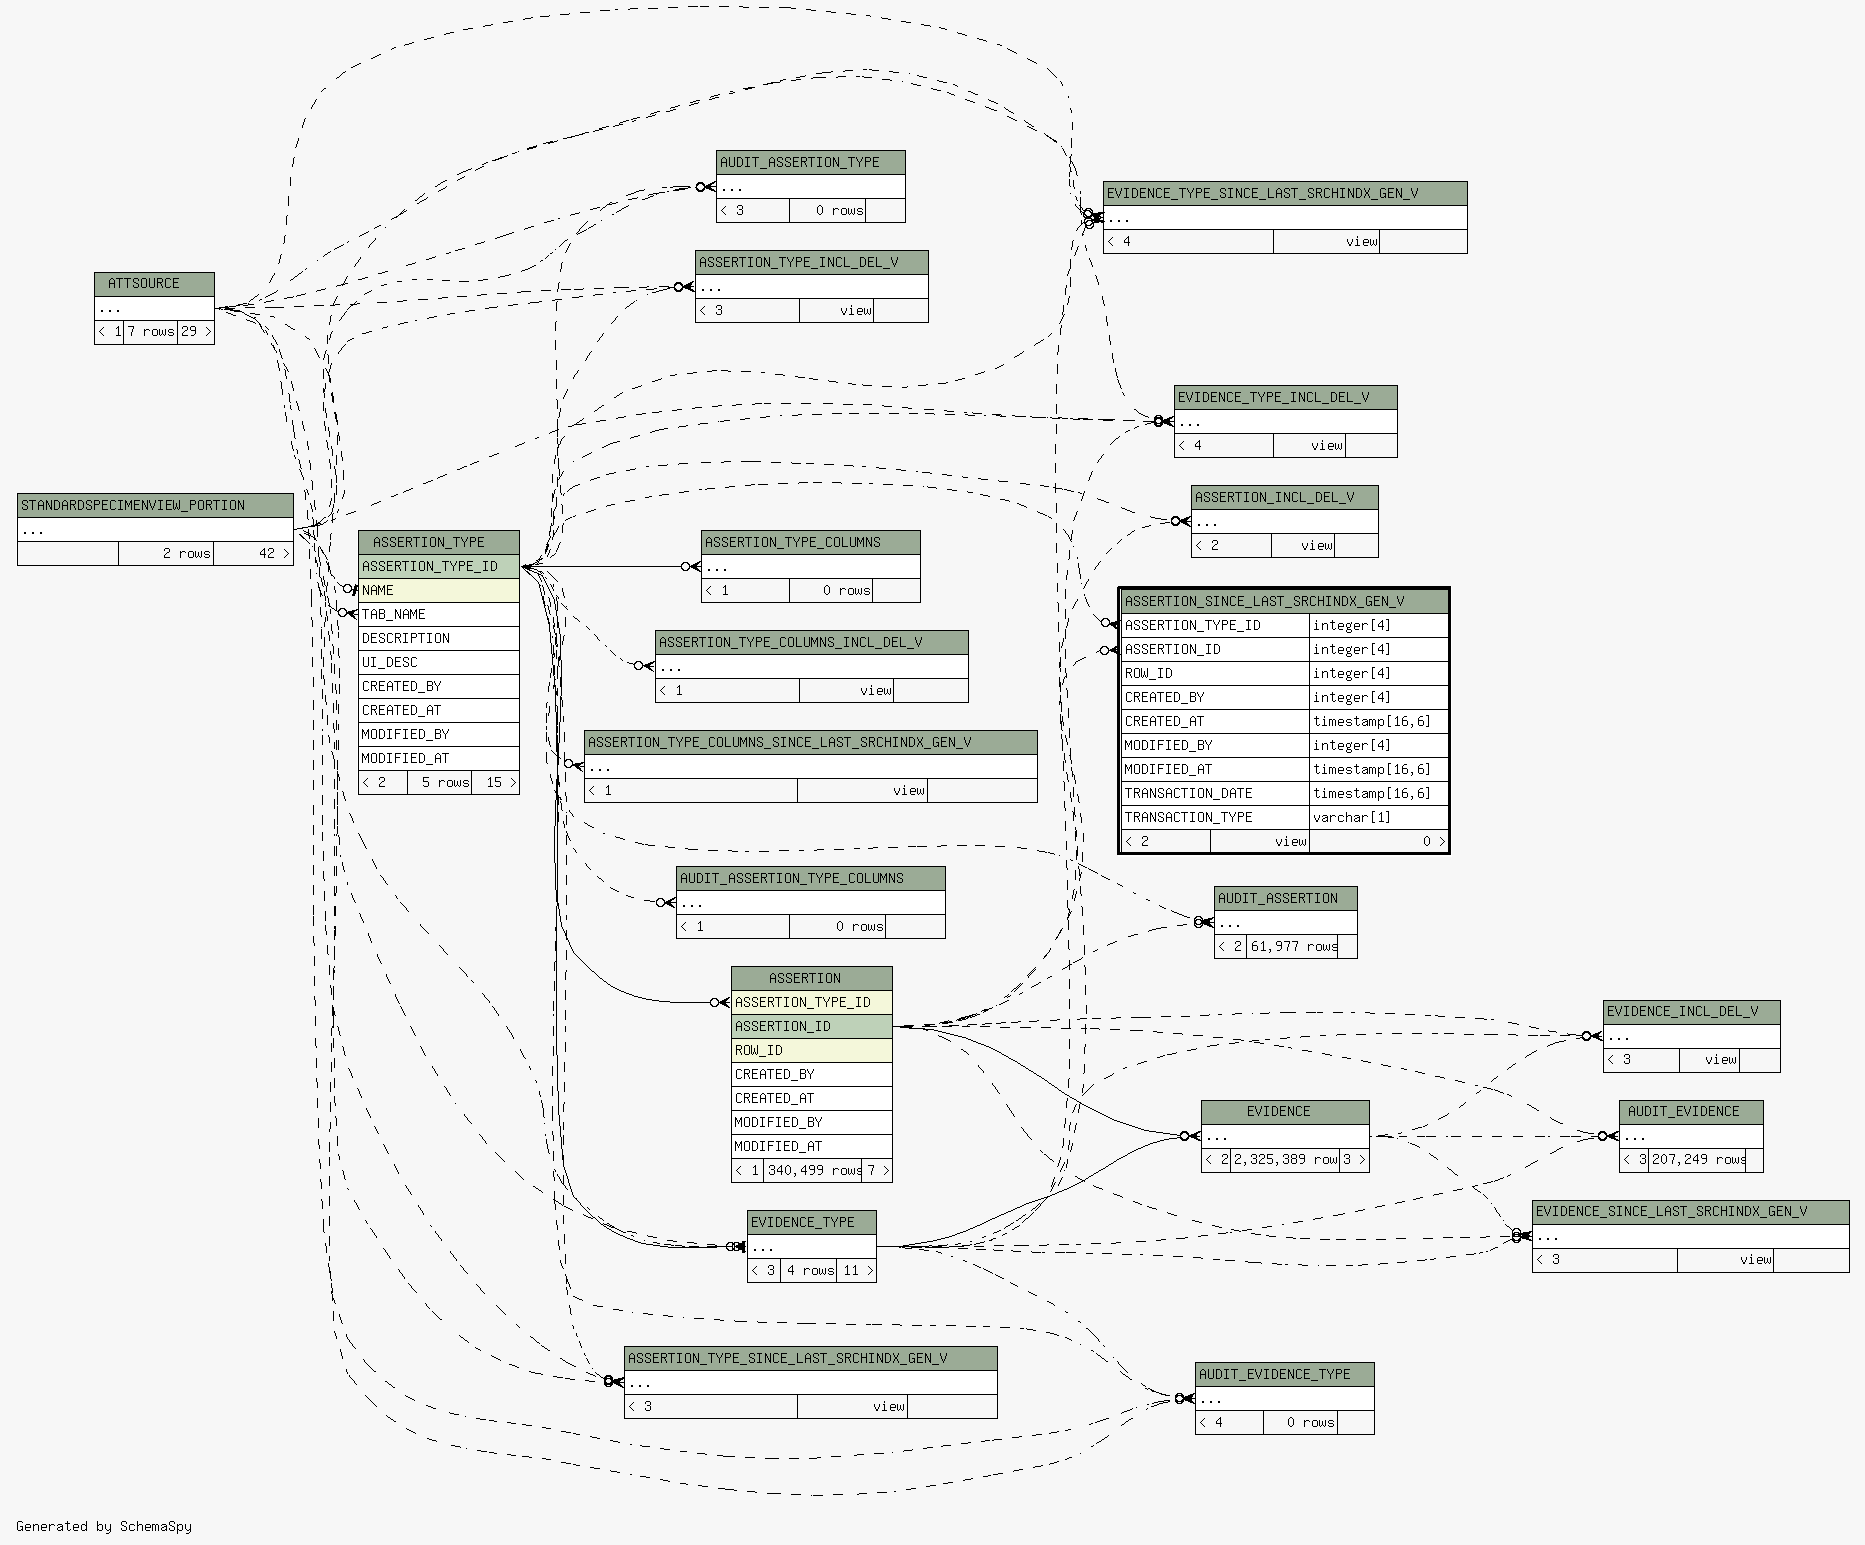 AUDIT_ASSERTION_TYPE
...
< 3 0 rows
EVIDENCE_TYPE_SINCE_LAST_SRCHINDX_GEN_V
...
< 4 view
ASSERTION_TYPE_INCL_DEL_V
...
< 3 view
ATTSOURCE
...
< 1 7 rows 29 >
EVIDENCE_TYPE_INCL_DEL_V
...
< 4 view
STANDARDSPECIMENVIEW_PORTION
...
2 rows 42 >
ASSERTION_INCL_DEL_V
...
< 2 view
ASSERTION_TYPE
ASSERTION_TYPE_ID
NAME
TAB_NAME
DESCRIPTION
UI_DESC
CREATED_BY
CREATED_AT
MODIFIED_BY
MODIFIED_AT
< 2 5 rows 15 >
ASSERTION_TYPE_COLUMNS
...
< 1 0 rows
ASSERTION_TYPE_COLUMNS_INCL_DEL_V
...
< 1 view
ASSERTION_TYPE_COLUMNS_SINCE_LAST_SRCHINDX_GEN_V
...
< 1 view
ASSERTION_SINCE_LAST_SRCHINDX_GEN_V
ASSERTION_TYPE_ID integer[4]
ASSERTION_ID integer[4]
ROW_ID integer[4]
CREATED_BY integer[4]
CREATED_AT timestamp[16,6]
MODIFIED_BY integer[4]
MODIFIED_AT timestamp[16,6]
TRANSACTION_DATE timestamp[16,6]
TRANSACTION_TYPE varchar[1]
< 2 view 0 >
AUDIT_ASSERTION_TYPE_COLUMNS
...
< 1 0 rows
AUDIT_ASSERTION
...
< 2 61,977 rows
ASSERTION
ASSERTION_TYPE_ID
ASSERTION_ID
ROW_ID
CREATED_BY
CREATED_AT
MODIFIED_BY
MODIFIED_AT
< 1 340,499 rows 7 >
EVIDENCE_INCL_DEL_V
...
< 3 view
EVIDENCE
...
< 2 2,325,389 row 3 >
AUDIT_EVIDENCE
...
< 3 207,249 rows
EVIDENCE_TYPE
...
< 3 4 rows 11 >
EVIDENCE_SINCE_LAST_SRCHINDX_GEN_V
...
< 3 view
ASSERTION_TYPE_SINCE_LAST_SRCHINDX_GEN_V
...
< 3 view
AUDIT_EVIDENCE_TYPE
...
< 4 0 rows
Generated by SchemaSpy